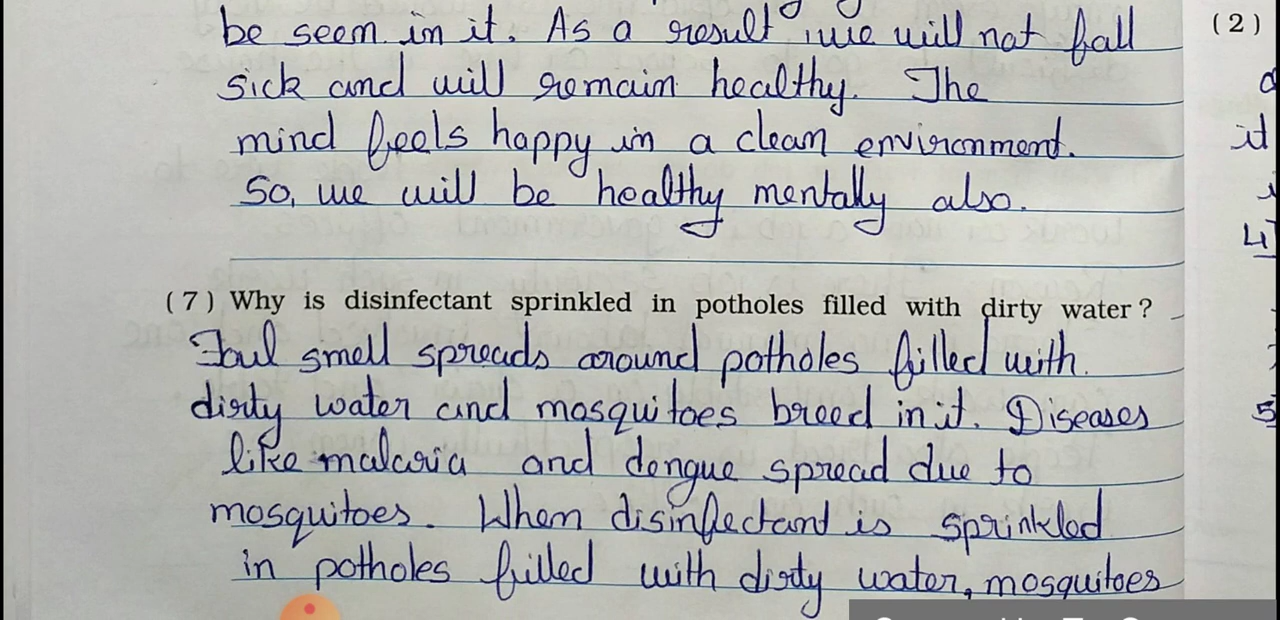 be seen in it. As a result, we will not fall
sick and will remain healthy. The
mind feels happy in a clean environment.
So, we will be healthy mentally also.
(7) Why is disinfectant sprinkled in potholes filled with dirty water?
Foul smell spreads around potholes filled with.
dirty water and mosquitoes breed in it. Diseases
like malaria and dengue spread due to
mosquitoes. When disinfectant is sprinkled
in potholes filled with dirty water, mosquitoes
(2)
it